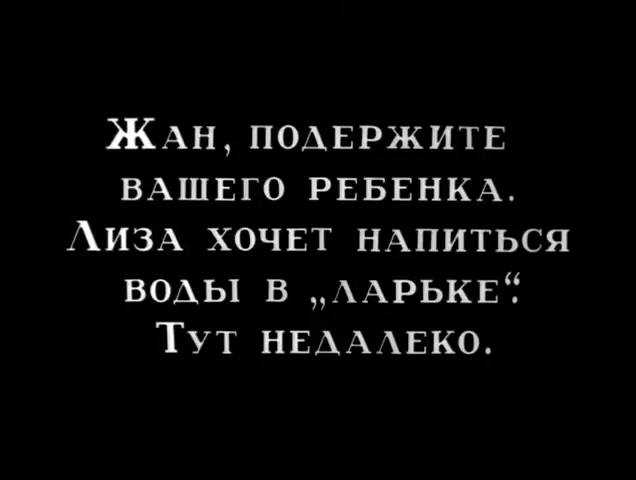 Жан, подержите
вашего ребенка.
Лиза хочет напиться
воды в „ларьке“.
Тут недалеко.